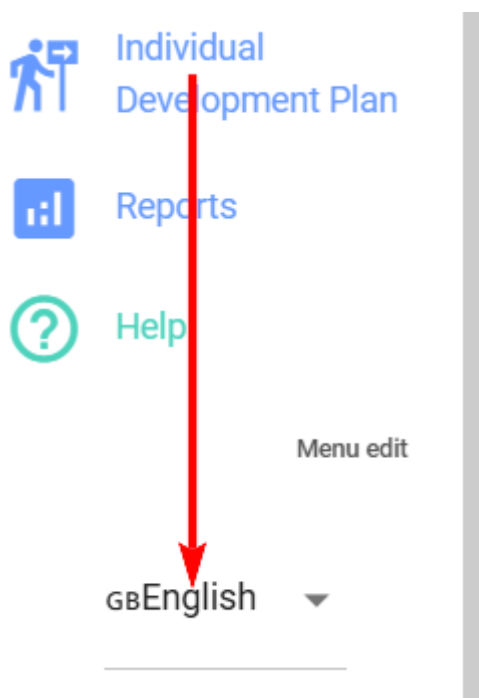 Individual
Development Plan
Reports
Help
Menu edit
GBEnglish